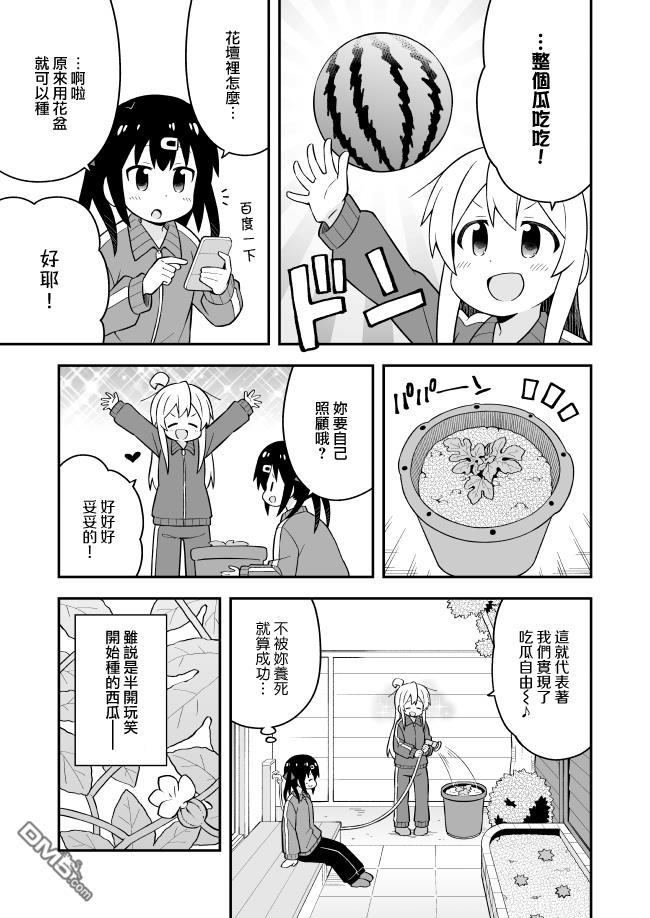 …整個瓜吃吃！
ドーン
花壇裡怎麼…
…啊啦
原來用花盆
就可以種
百度一下
好耶！
パパーン！
妳要自己
照顧哦？
好好好
妥妥的！
這就代表著
我們實現了
吃瓜自由～♪
不被妳養死
就算成功…
雖說是半開玩笑
開始種的西瓜——
DM5.com